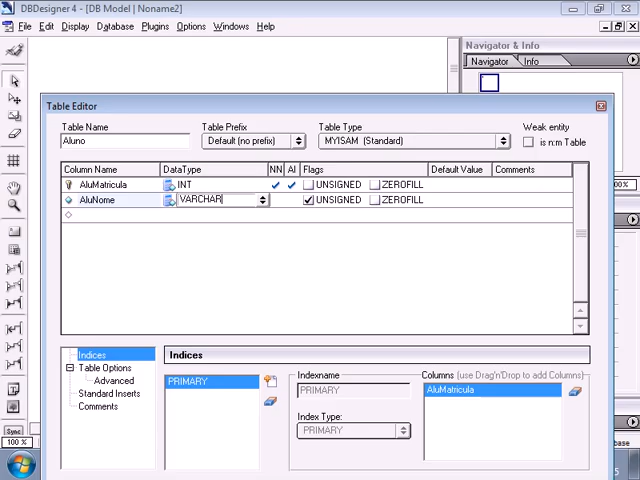 DBDesigner 4 - [DB Model | Noname2]
File Edit Display Database Plugins Options Windows Help
Navigator & Info
Navigator Info
Table Editor
Table Name Table Prefix Table Type Weak entity
Aluno Default (no prefix) MYISAM (Standard) is n:m Table
Column Name DataType NN AI Flags Default Value Comments
AluMatricula INT UNSIGNED ZEROFILL
AluNome VARCHAR UNSIGNED ZEROFILL
Indices
Table Options
Advanced
Standard Inserts
Comments
Indices
PRIMARY
Indexname
PRIMARY
Index Type:
PRIMARY
Columns (use Drag'n'Drop to add Columns)
AluMatricula
Sync
100 %